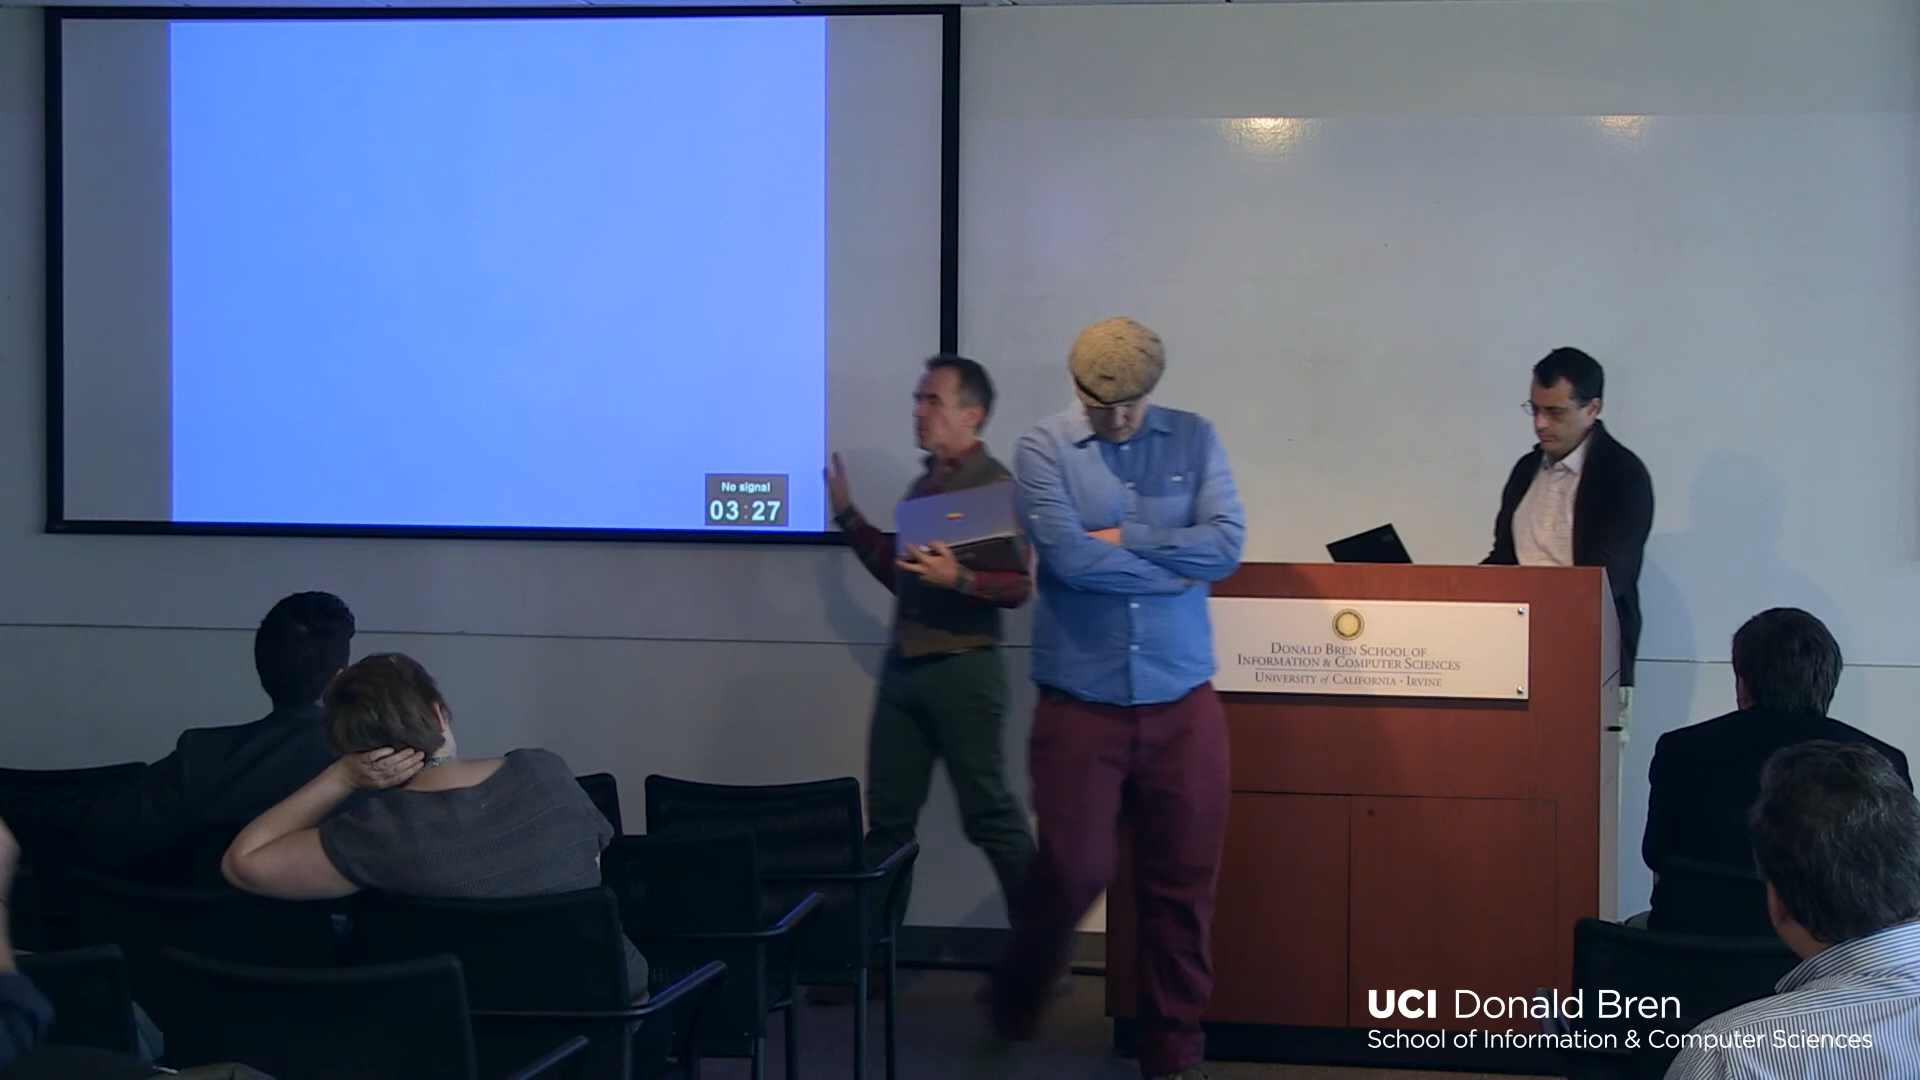 No signal
03:27
DONALD BREN SCHOOL OF
INFORMATION & COMPUTER SCIENCES
UNIVERSITY of CALIFORNIA • IRVINE
UCI Donald Bren
School of Information & Computer Sciences